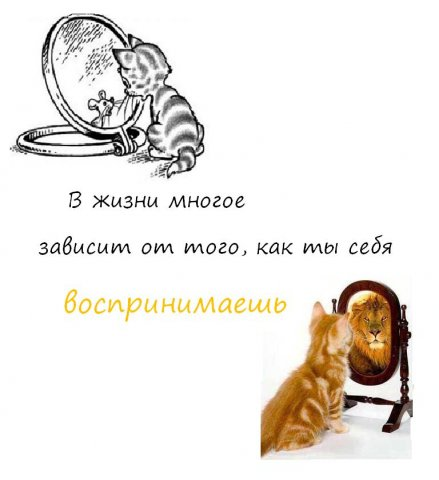 В жизни многое
зависит от того, как ты себя
воспринимаешь